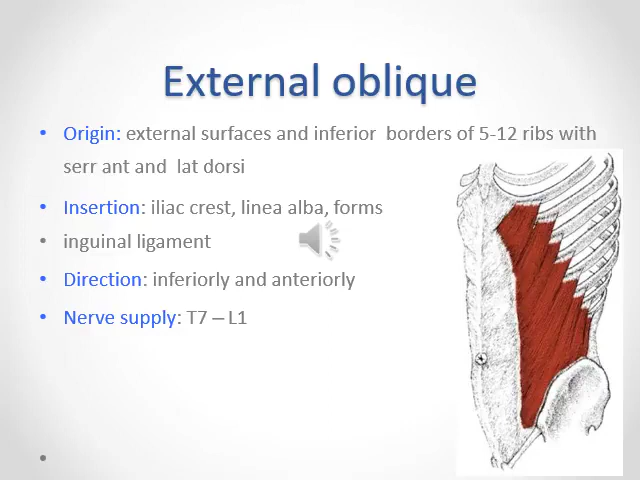 External oblique
• Origin: external surfaces and inferior borders of 5-12 ribs with
serr ant and lat dorsi
• Insertion: iliac crest, linea alba, forms
• inguinal ligament
• Direction: inferiorly and anteriorly
• Nerve supply: T7 – L1
•